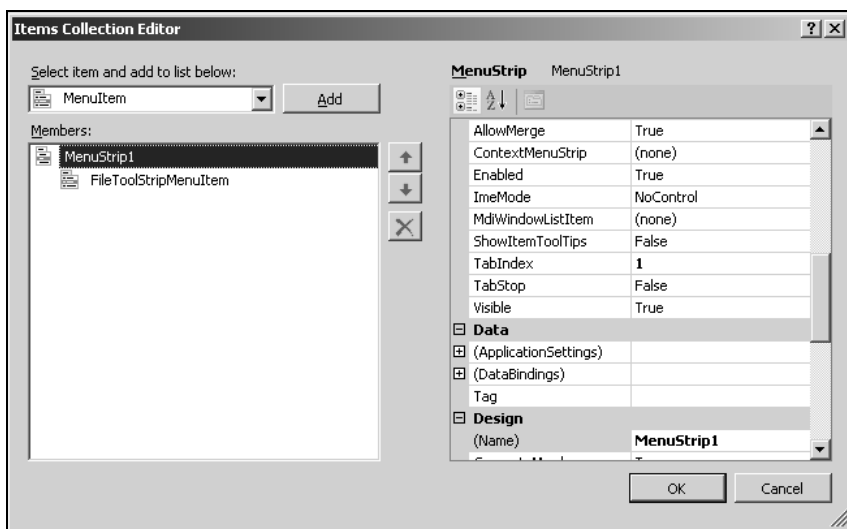 Items Collection Editor
Select item and add to list below:
MenuItem
Add
Members:
MenuStrip1
FileToolStripMenuItem
MenuStrip MenuStrip1
AllowMerge True
ContextMenuStrip (none)
Enabled True
ImeMode NoControl
MdiWindowListItem (none)
ShowItemToolTips False
TabIndex 1
TabStop False
Visible True
Data
(ApplicationSettings)
(DataBindings)
Tag
Design
(Name) MenuStrip1
OK
Cancel